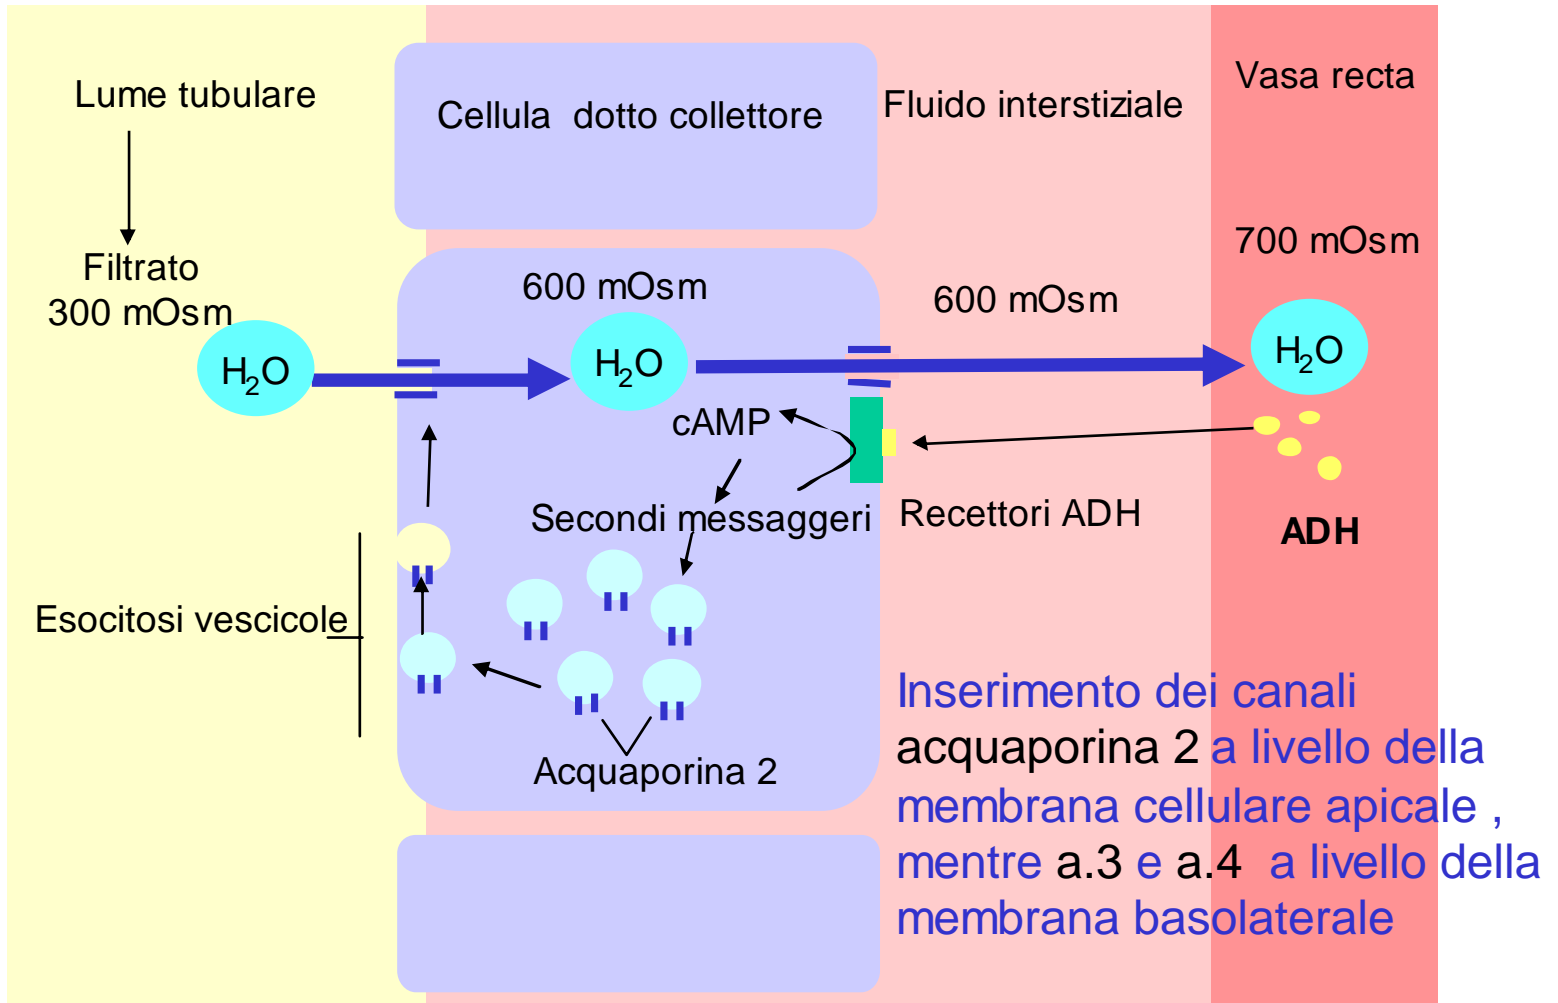 Lume tubulare
Cellula dotto collettore
Fluido interstiziale
Vasa recta
Filtrato
300 mOsm
600 mOsm
600 mOsm
700 mOsm
H2O
H2O
H2O
cAMP
Secondi messaggeri
Recettori ADH
ADH
Esocitosi vescicole
Acquaporina 2
Inserimento dei canali
acquaporina 2 a livello della
membrana cellulare apicale ,
mentre a.3 e a.4 a livello della
membrana basolaterale